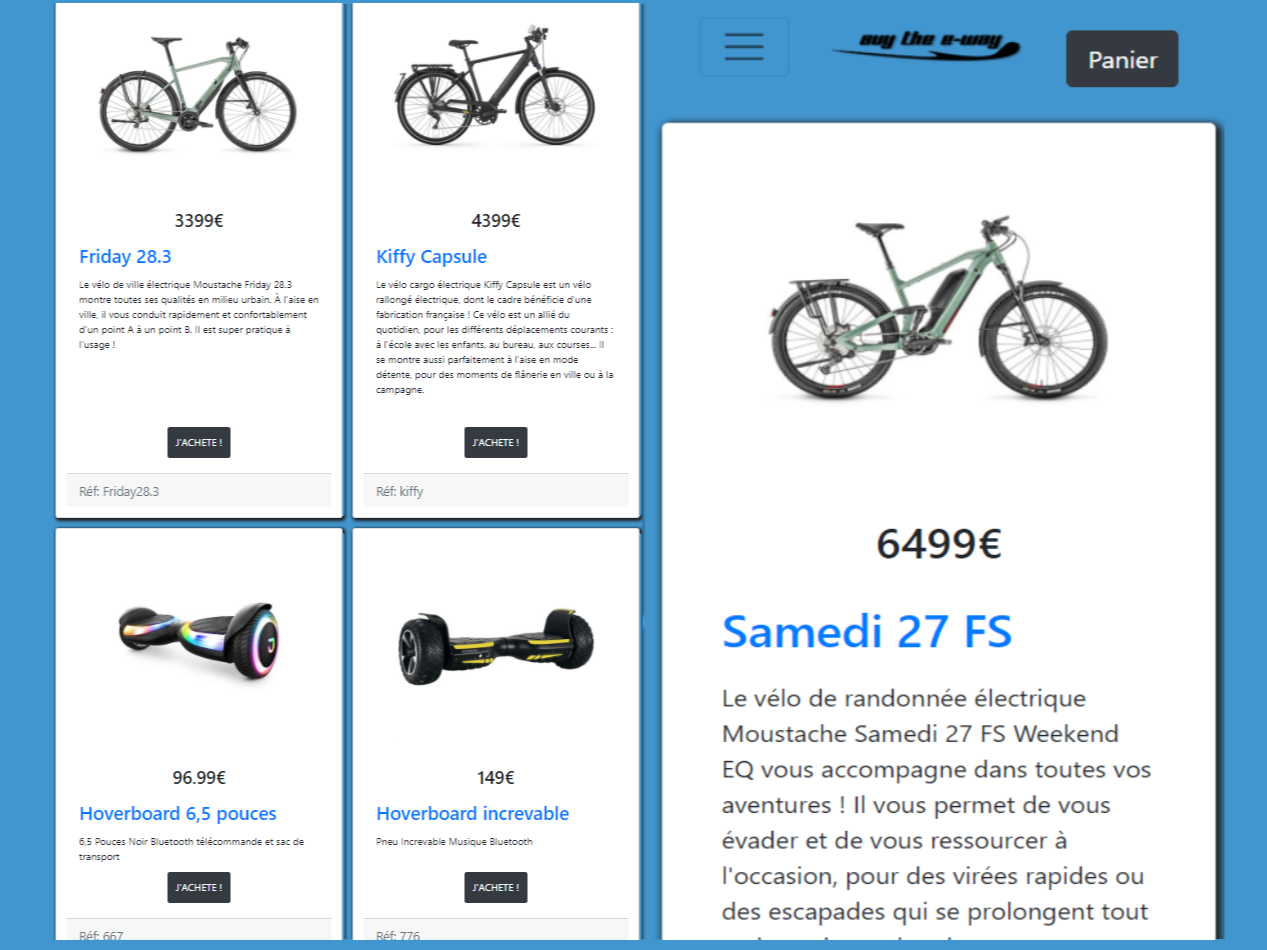 3399€
Friday 28.3
Le vélo de ville électrique Moustache Friday 28.3
montre toutes ses qualités en milieu urbain. À l'aise en
ville, il vous conduit rapidement et confortablement
d'un point A à un point B. Il est super pratique à
l'usage !
J'ACHETE !
Réf: Friday28.3
4399€
Kiffy Capsule
Le vélo cargo électrique Kiffy Capsule est un vélo
rallongé électrique, dont le cadre bénéficie d'une
fabrication française ! Ce vélo est un allié du
quotidien, pour les différents déplacements courants :
à l'école avec les enfants, au bureau, aux courses... Il
se montre aussi parfaitement à l'aise en mode
détente, pour des moments de flânerie en ville ou à la
campagne.
J'ACHETE !
Réf: kiffy
96.99€
Hoverboard 6,5 pouces
6,5 Pouces Noir Bluetooth télécommande et sac de
transport
J'ACHETE !
Réf: 667
149€
Hoverboard increvable
Pneu Increvable Musique Bluetooth
J'ACHETE !
Réf: 776
buy the e-way
Panier
6499€
Samedi 27 FS
Le vélo de randonnée électrique
Moustache Samedi 27 FS Weekend
EQ vous accompagne dans toutes vos
aventures ! Il vous permet de vous
évader et de vous ressourcer à
l'occasion, pour des virées rapides ou
des escapades qui se prolongent tout